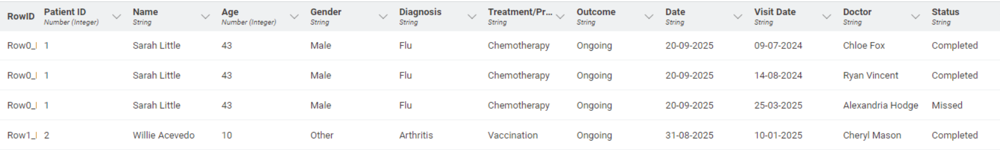 RowID Patient ID Name Age Gender Diagnosis Treatment/Pr... Outcome Date Visit Date Doctor Status
Number (Integer) String Number (Integer) String String String String String String String String
Row0_ 1 Sarah Little 43 Male Flu Chemotherapy Ongoing 20-09-2025 09-07-2024 Chloe Fox Completed
Row0_ 1 Sarah Little 43 Male Flu Chemotherapy Ongoing 20-09-2025 14-08-2024 Ryan Vincent Completed
Row0_ 1 Sarah Little 43 Male Flu Chemotherapy Ongoing 20-09-2025 25-03-2025 Alexandria Hodge Missed
Row1_ 2 Willie Acevedo 10 Other Arthritis Vaccination Ongoing 31-08-2025 10-01-2025 Cheryl Mason Completed